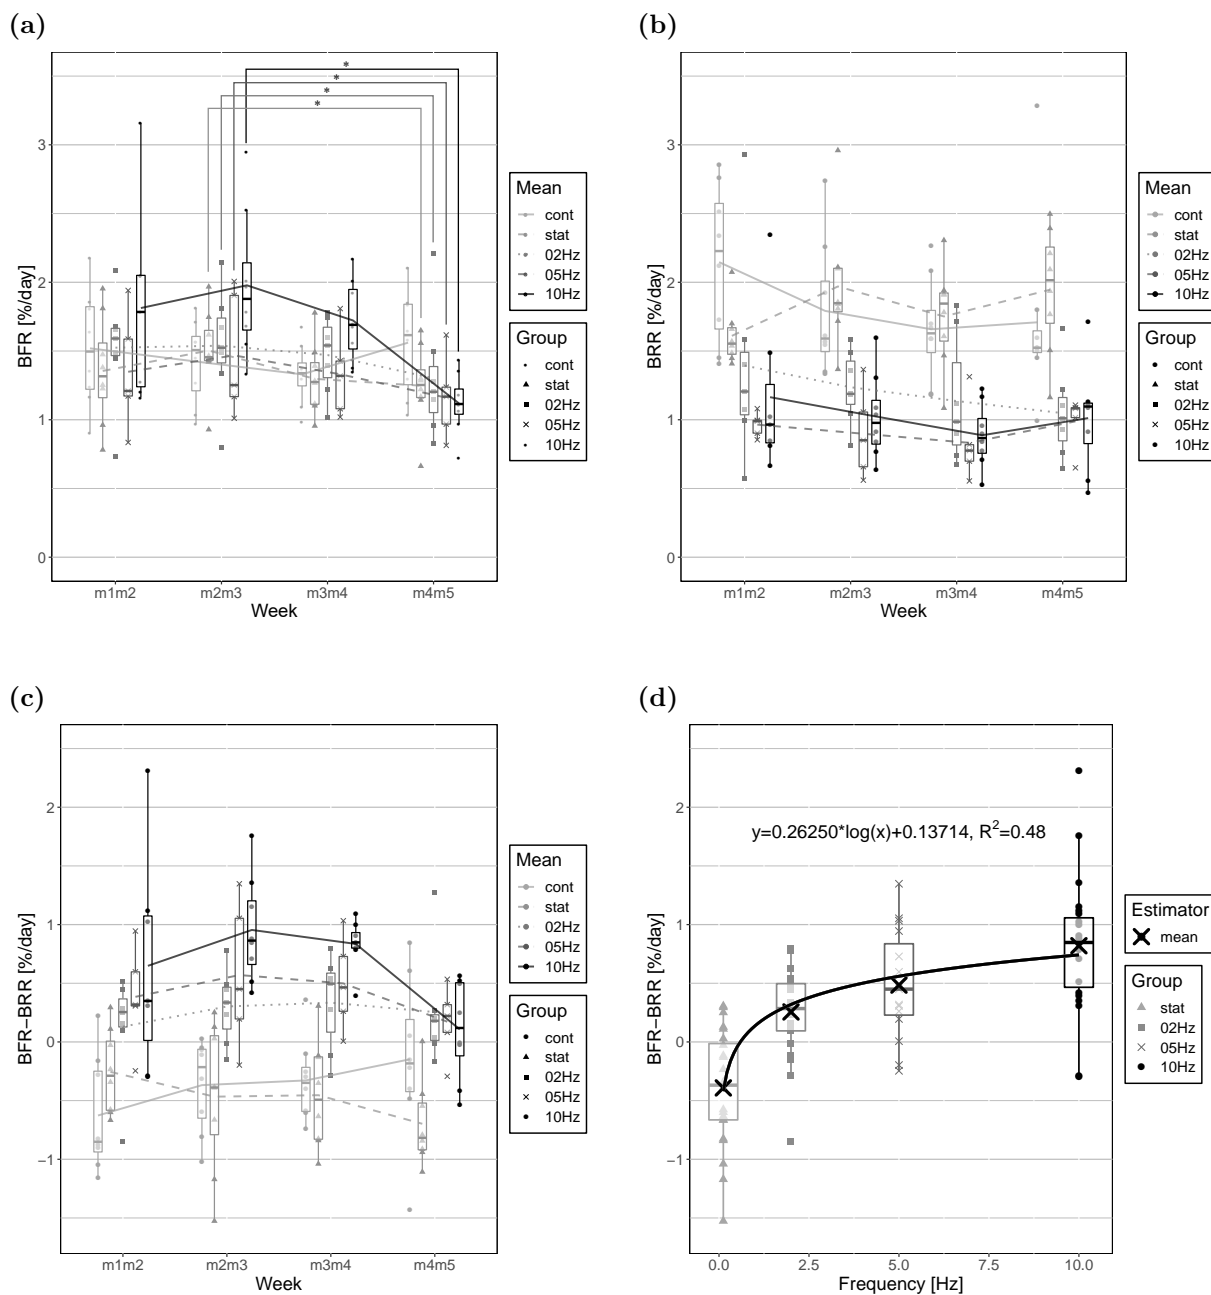 (a)
*
*
*
*
3
2
1
0
BFR [%/day]
m1m2 m2m3 m3m4 m4m5
Week
Mean
cont
stat
02Hz
05Hz
10Hz
Group
cont
stat
02Hz
05Hz
10Hz
(b)
3
2
1
0
BRR [%/day]
m1m2 m2m3 m3m4 m4m5
Week
Mean
cont
stat
02Hz
05Hz
10Hz
Group
cont
stat
02Hz
05Hz
10Hz
(c)
2
1
0
−1
BFR−BRR [%/day]
m1m2 m2m3 m3m4 m4m5
Week
Mean
cont
stat
02Hz
05Hz
10Hz
Group
cont
stat
02Hz
05Hz
10Hz
(d)
y=0.26250*log(x)+0.13714, R²=0.48
2
1
0
−1
BFR−BRR [%/day]
0.0 2.5 5.0 7.5 10.0
Frequency [Hz]
Estimator
mean
Group
stat
02Hz
05Hz
10Hz